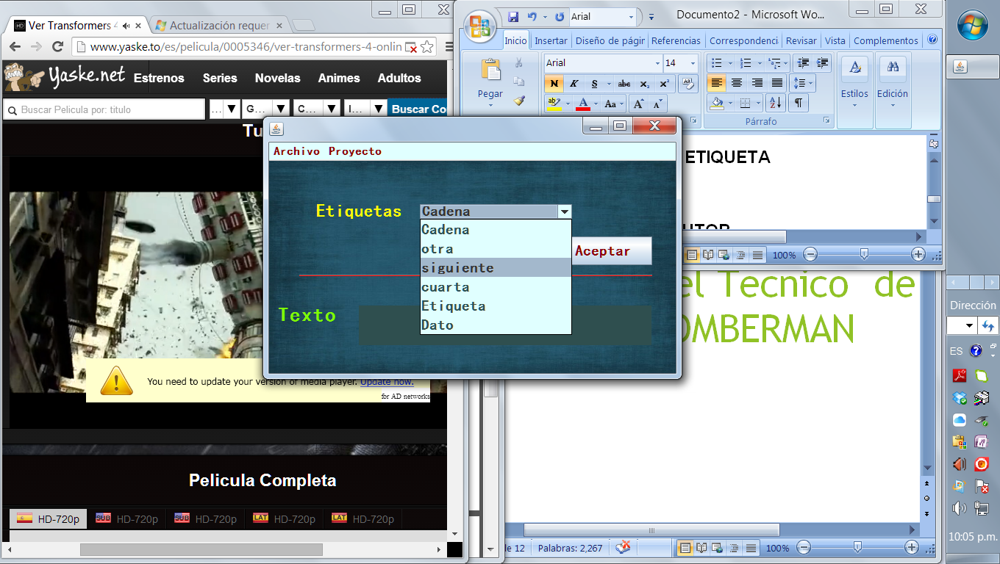 Ver Transformers 4
Actualización requer
www.yaske.to/es/pelicula/0005346/ver-transformers-4-onlin
Yaske.net Estrenos Series Novelas Animes Adultos
Buscar Pelicula por: titulo
... G... C... I... Buscar Co
Tu
You need to update your version of media player. Update now.
for AD networks
Pelicula Completa
HD-720p SUB HD-720p SUB HD-720p LAT HD-720p LAT HD-720p
Archivo Proyecto
Etiquetas Cadena
Cadena
otra
siguiente
cuarta
Etiqueta
Dato
Aceptar
Texto
Arial
Documento2 - Microsoft Wo...
Inicio Insertar Diseño de págir Referencias Correspondenci Revisar Vista Complementos
Pegar
Arial 14
N K S abc x₂ x²
ab A Aa A A
Párrafo
Estilos
Edición
ETIQUETA
UTOR
100%
el Tecnico de
OMBERMAN
de 12 Palabras: 2,267 100%
Dirección
ES
10:05 p.m.